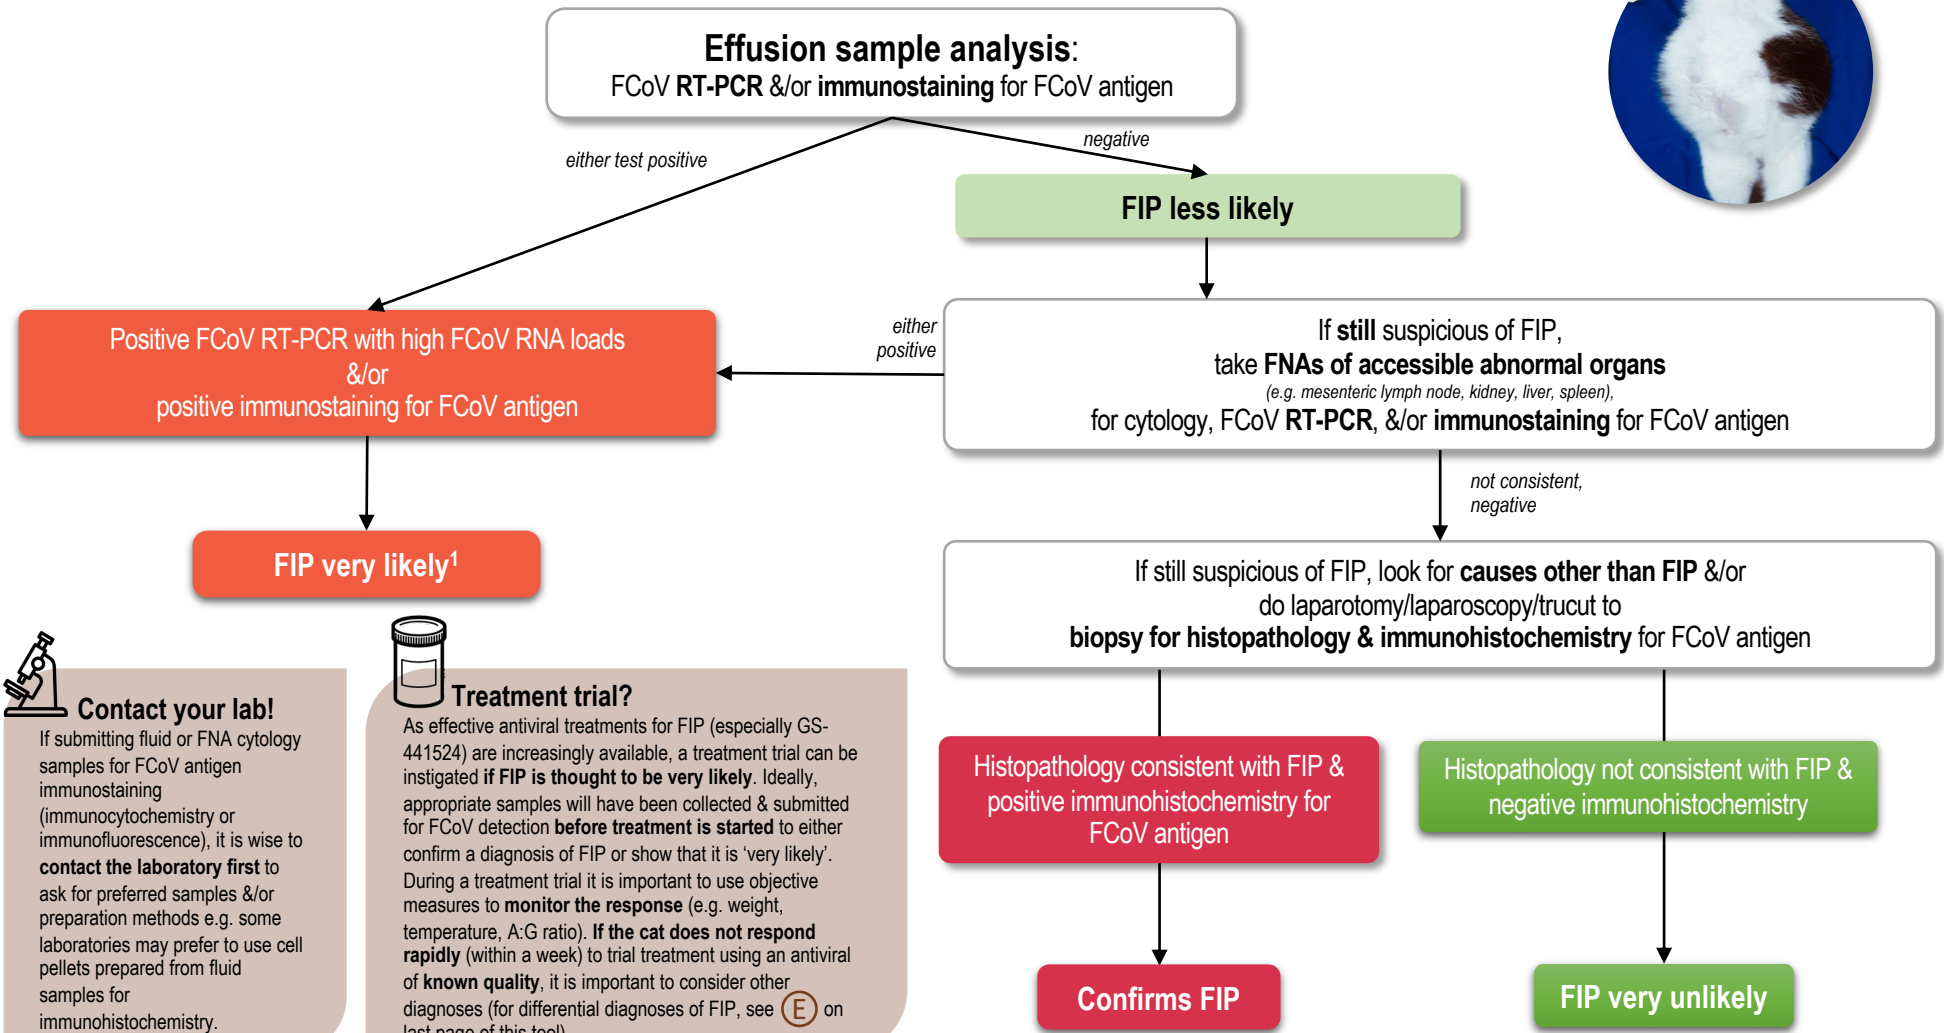 Effusion sample analysis:
FCoV RT-PCR &/or immunostaining for FCoV antigen
either test positive
negative
FIP less likely
Positive FCoV RT-PCR with high FCoV RNA loads
&/or
positive immunostaining for FCoV antigen
either
positive
If still suspicious of FIP,
take FNAs of accessible abnormal organs
(e.g. mesenteric lymph node, kidney, liver, spleen),
for cytology, FCoV RT-PCR, &/or immunostaining for FCoV antigen
not consistent,
negative
FIP very likely1
If still suspicious of FIP, look for causes other than FIP &/or
do laparotomy/laparoscopy/trucut to
biopsy for histopathology & immunohistochemistry for FCoV antigen
Contact your lab!
If submitting fluid or FNA cytology
samples for FCoV antigen
immunostaining
(immunocytochemistry or
immunofluorescence), it is wise to
contact the laboratory first to
ask for preferred samples &/or
preparation methods e.g. some
laboratories may prefer to use cell
pellets prepared from fluid
samples for
immunohistochemistry.
Treatment trial?
As effective antiviral treatments for FIP (especially GS-
441524) are increasingly available, a treatment trial can be
instigated if FIP is thought to be very likely. Ideally,
appropriate samples will have been collected & submitted
for FCoV detection before treatment is started to either
confirm a diagnosis of FIP or show that it is ‘very likely’.
During a treatment trial it is important to use objective
measures to monitor the response (e.g. weight,
temperature, A:G ratio). If the cat does not respond
rapidly (within a week) to trial treatment using an antiviral
of known quality, it is important to consider other
diagnoses (for differential diagnoses of FIP, see E on
last page of this tool)
Histopathology consistent with FIP &
positive immunohistochemistry for
FCoV antigen
Histopathology not consistent with FIP &
negative immunohistochemistry
Confirms FIP
FIP very unlikely